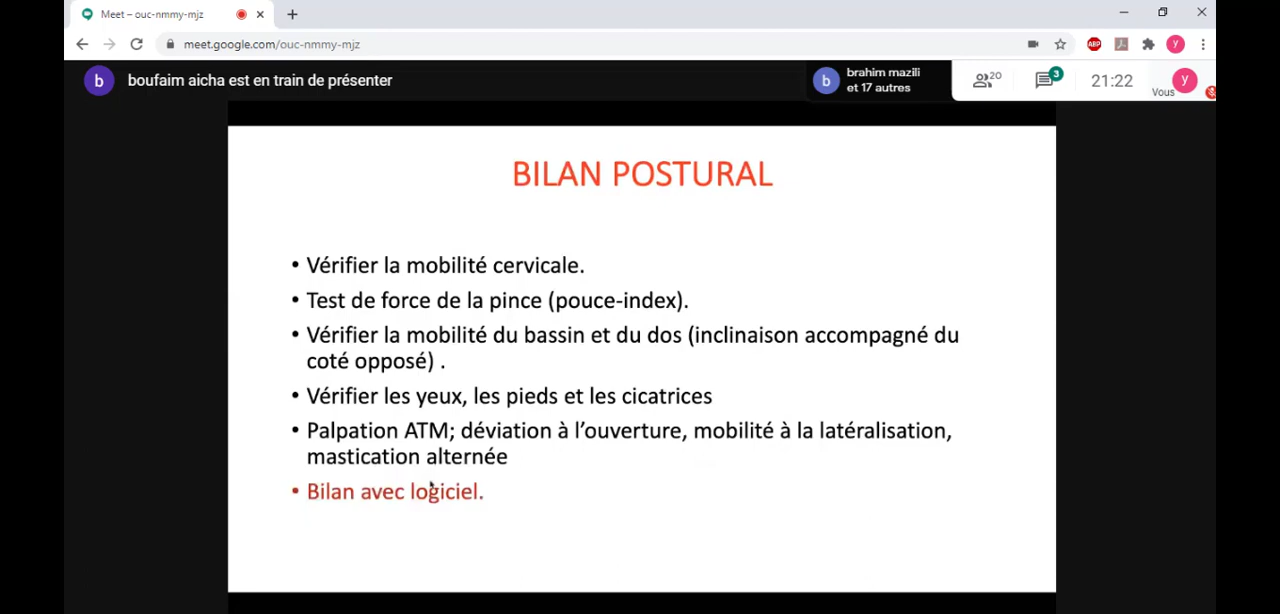 Meet – ouc-nmmy-mjz
meet.google.com/ouc-nmmy-mjz
ABP
y
b
boufaim aicha est en train de présenter
b
brahim mazili
et 17 autres
20
3
21:22
Vous
y
BILAN POSTURAL
• Vérifier la mobilité cervicale.
• Test de force de la pince (pouce-index).
• Vérifier la mobilité du bassin et du dos (inclinaison accompagné du
coté opposé) .
• Vérifier les yeux, les pieds et les cicatrices
• Palpation ATM; déviation à l’ouverture, mobilité à la latéralisation,
mastication alternée
• Bilan avec logiciel.